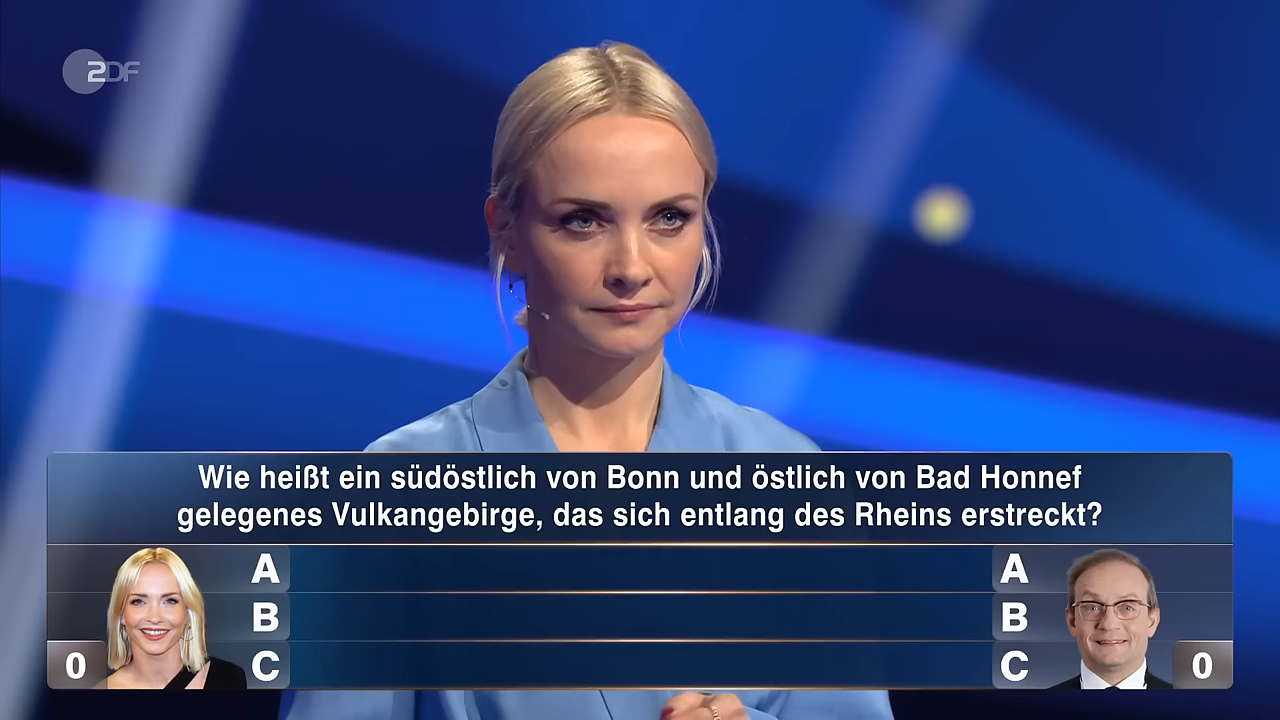 ZDF
Wie heißt ein südöstlich von Bonn und östlich von Bad Honnef
gelegenes Vulkangebirge, das sich entlang des Rheins erstreckt?
A A
B B
0 C C 0